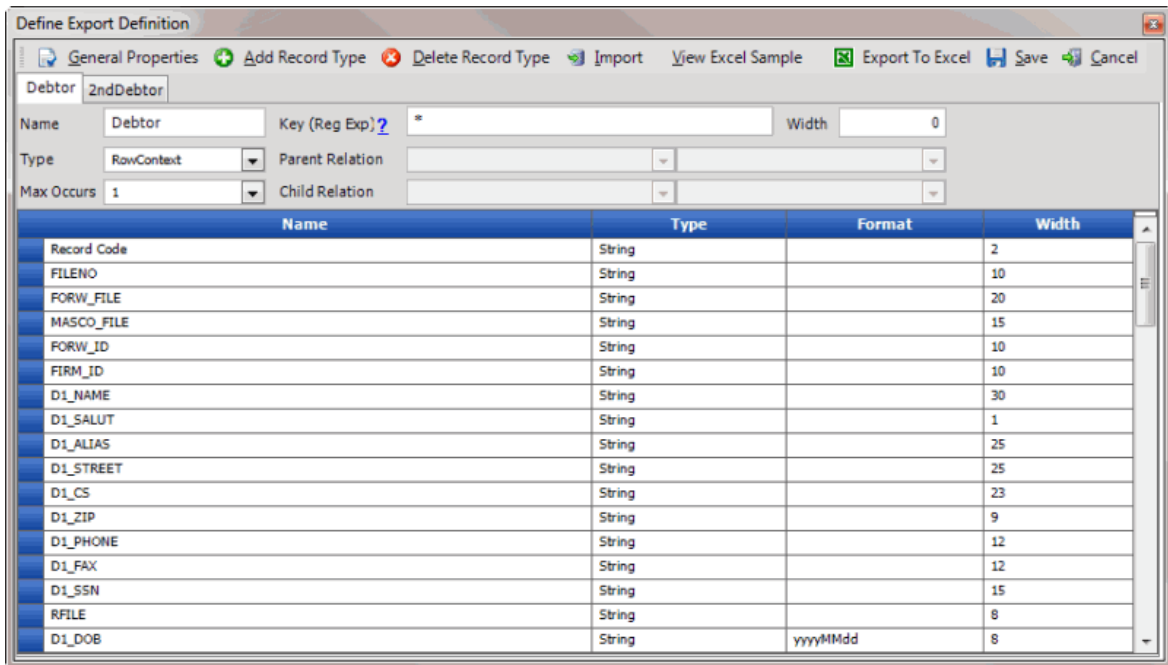 Define Export Definition
General Properties Add Record Type Delete Record Type Import View Excel Sample Export To Excel Save Cancel
Debtor 2ndDebtor
Name Debtor Key (Reg Exp)? * Width 0
Type RowContext Parent Relation
Max Occurs 1 Child Relation
Name Type Format Width
Record Code String 2
FILENO String 10
FORW_FILE String 20
MASCO_FILE String 15
FORW_ID String 10
FIRM_ID String 10
D1_NAME String 30
D1_SALUT String 1
D1_ALIAS String 25
D1_STREET String 25
D1_CS String 23
D1_ZIP String 9
D1_PHONE String 12
D1_FAX String 12
D1_SSN String 15
RFILE String 8
D1_DOB String yyyyMMdd 8